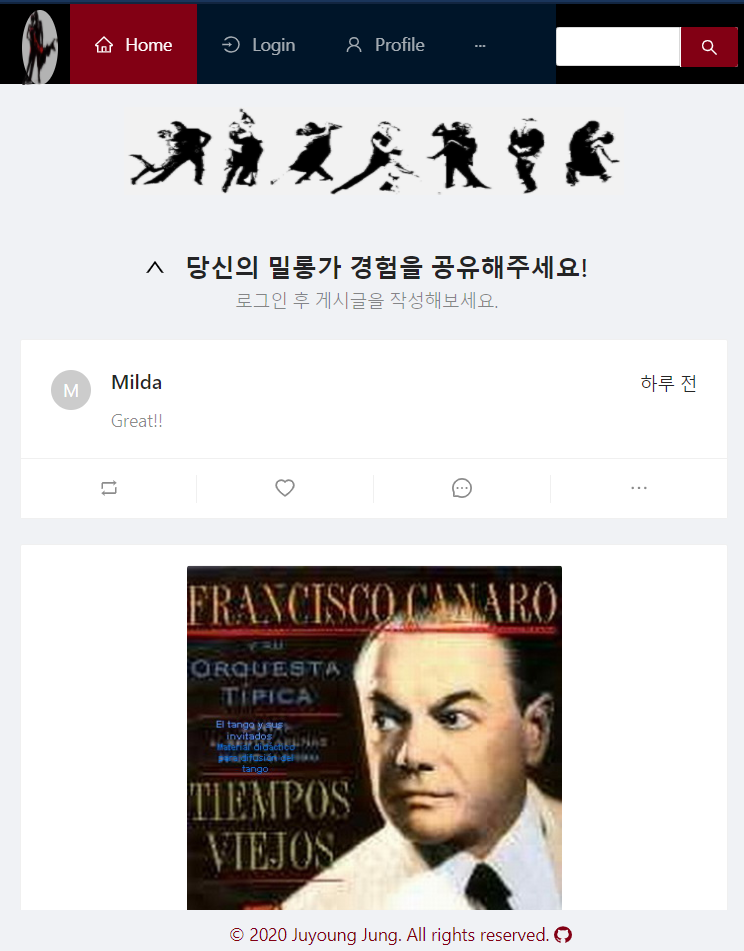 Home
Login
Profile
당신의 밀롱가 경험을 공유해주세요!
로그인 후 게시글을 작성해보세요.
M
Milda
하루 전
Great!!
FRANCISCO CANARO
Y SU
ORQUESTA
TIPICA
El tango y sus
invitados
Material didáctico
para difusión del
tango
TIEMPOS
VIEJOS
© 2020 Juyoung Jung. All rights reserved.